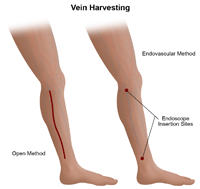 Vein Harvesting
Endovascular Method
Endoscope
Insertion Sites
Open Method